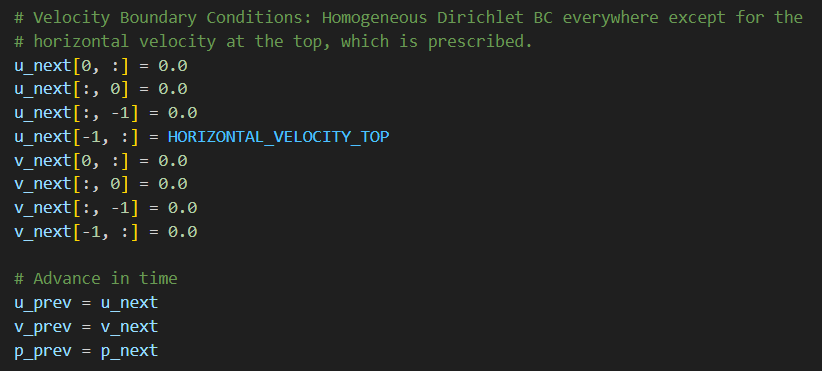 # Velocity Boundary Conditions: Homogeneous Dirichlet BC everywhere except for the
# horizontal velocity at the top, which is prescribed.
u_next[0, :] = 0.0
u_next[:, 0] = 0.0
u_next[:, -1] = 0.0
u_next[-1, :] = HORIZONTAL_VELOCITY_TOP
v_next[0, :] = 0.0
v_next[:, 0] = 0.0
v_next[:, -1] = 0.0
v_next[-1, :] = 0.0
# Advance in time
u_prev = u_next
v_prev = v_next
p_prev = p_next